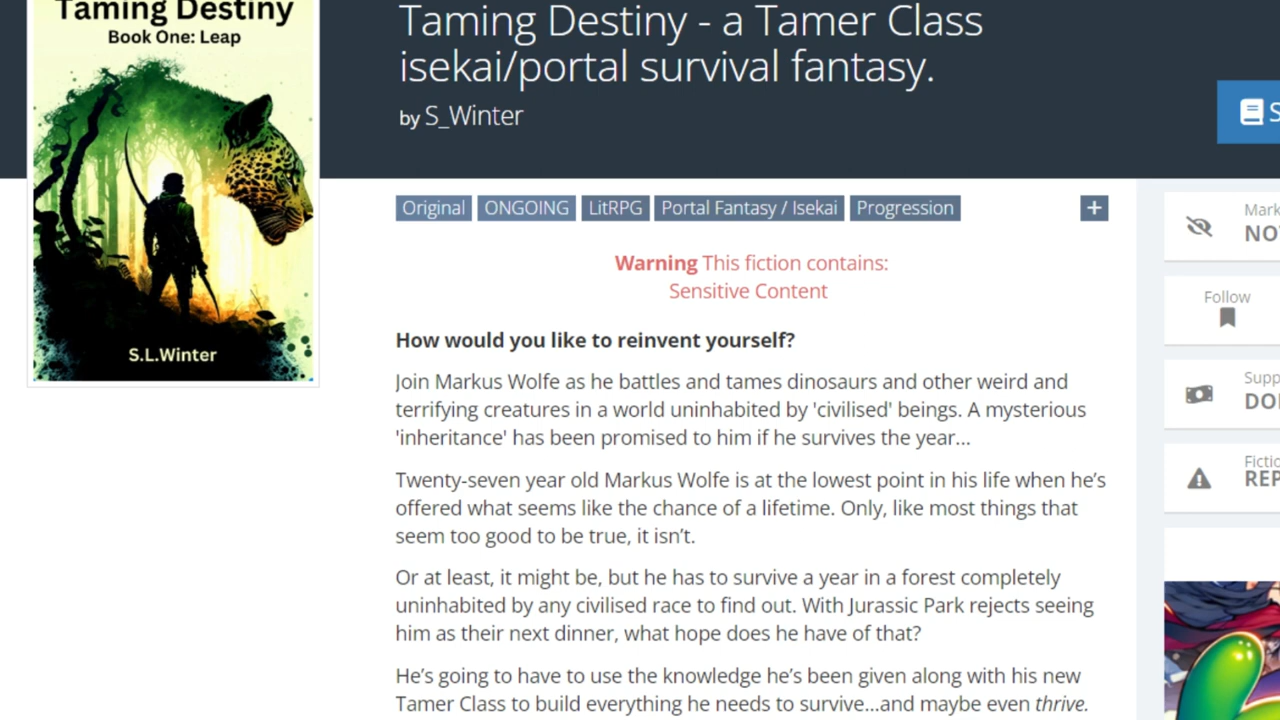 Taming Destiny
Book One: Leap
S.L.Winter
Taming Destiny - a Tamer Class
isekai/portal survival fantasy.
by S_Winter
Original ONGOING LitRPG Portal Fantasy / Isekai Progression +
Warning This fiction contains:
Sensitive Content
How would you like to reinvent yourself?
Join Markus Wolfe as he battles and tames dinosaurs and other weird and
terrifying creatures in a world uninhabited by 'civilised' beings. A mysterious
'inheritance' has been promised to him if he survives the year...
Twenty-seven year old Markus Wolfe is at the lowest point in his life when he’s
offered what seems like the chance of a lifetime. Only, like most things that
seem too good to be true, it isn’t.
Or at least, it might be, but he has to survive a year in a forest completely
uninhabited by any civilised race to find out. With Jurassic Park rejects seeing
him as their next dinner, what hope does he have of that?
He’s going to have to use the knowledge he’s been given along with his new
Tamer Class to build everything he needs to survive...and maybe even thrive.
Mark
Follow